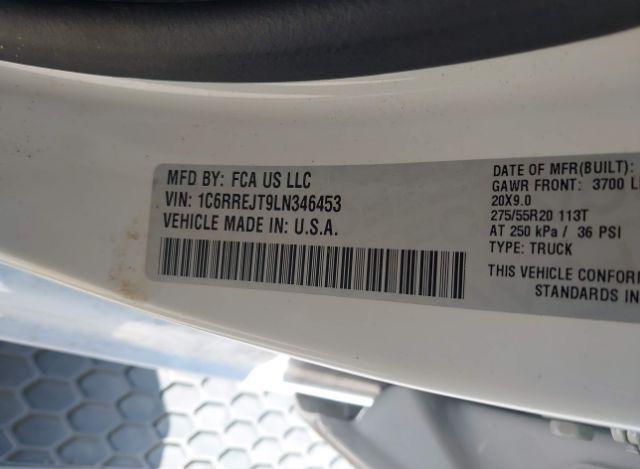 MFD BY: FCA US LLC
VIN: 1C6RREJT9LN346453
VEHICLE MADE IN: U.S.A.
DATE OF MFR(BUILT):
GAWR FRONT: 3700
20X9.0
275/55R20 113T
AT 250 kPa / 36 PSI
TYPE: TRUCK
THIS VEHICLE CONFOR
STANDARDS IN